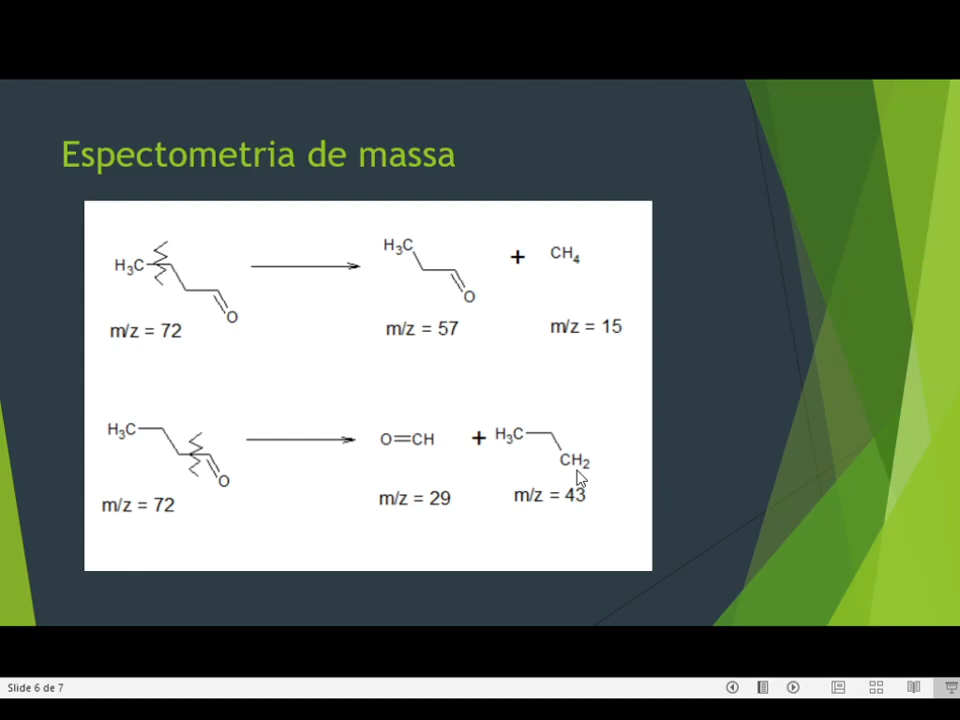 Espectometria de massa
H3C
O
m/z = 72
H3C
O
m/z = 57
+
CH4
m/z = 15
H3C
O
m/z = 72
O=CH
m/z = 29
+
H3C
CH2
m/z = 43
Slide 6 de 7